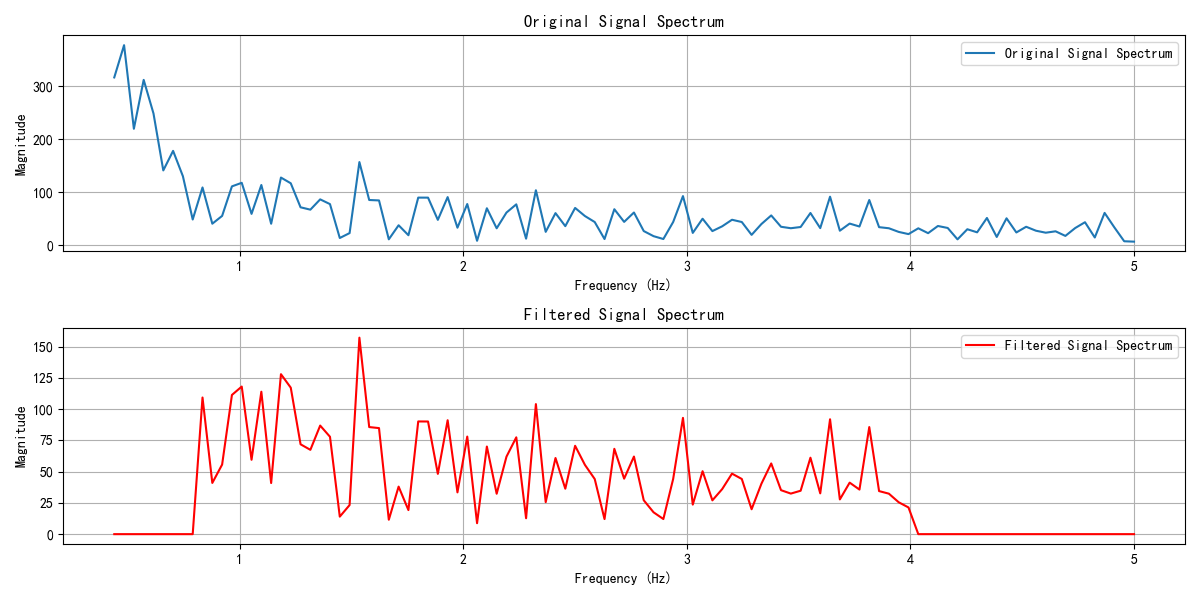 Original Signal Spectrum
Original Signal Spectrum
Magnitude
300
200
100
0
1 2 3 4 5
Frequency (Hz)
Filtered Signal Spectrum
Filtered Signal Spectrum
Magnitude
150
125
100
75
50
25
0
1 2 3 4 5
Frequency (Hz)